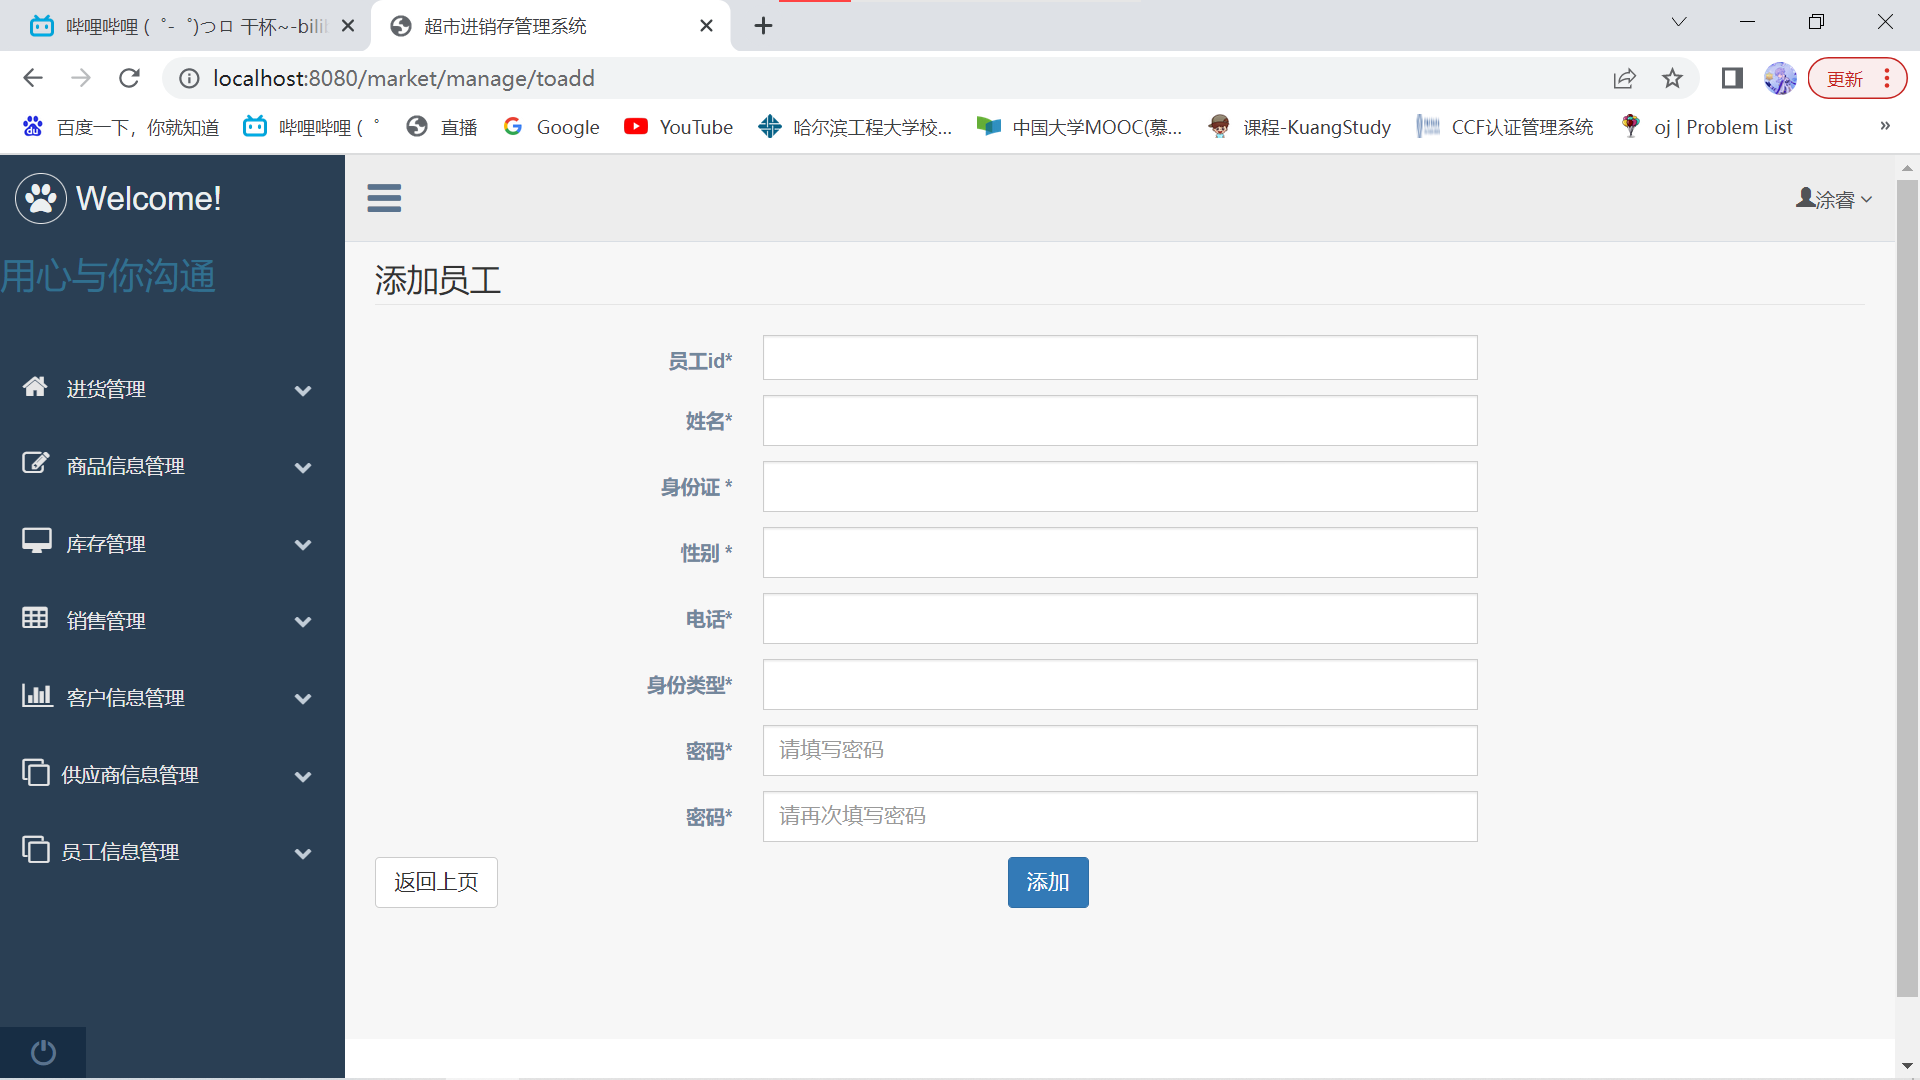 哔哩哔哩 (゜-゜)つロ 干杯~-bili
超市进销存管理系统
localhost:8080/market/manage/toadd
更新
百度一下，你就知道
哔哩哔哩 (゜
直播
Google
YouTube
哈尔滨工程大学校...
中国大学MOOC(慕...
课程-KuangStudy
CCF认证管理系统
oj | Problem List
»
Welcome!
涂睿
用心与你沟通
进货管理
商品信息管理
库存管理
销售管理
客户信息管理
供应商信息管理
员工信息管理
添加员工
员工id*
姓名*
身份证 *
性别 *
电话*
身份类型*
密码* 请填写密码
密码* 请再次填写密码
返回上页 添加